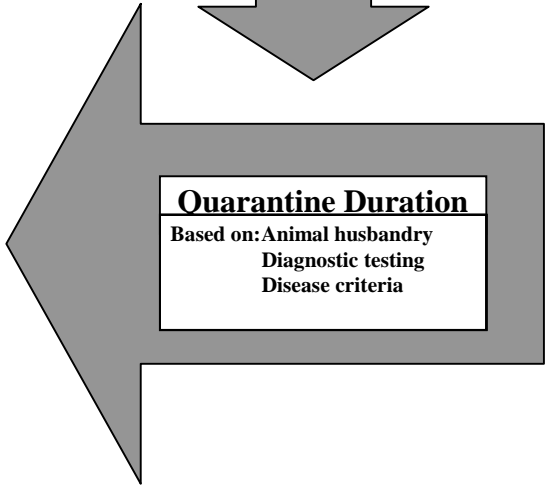 Quarantine Duration
Based on: Animal husbandry
Diagnostic testing
Disease criteria